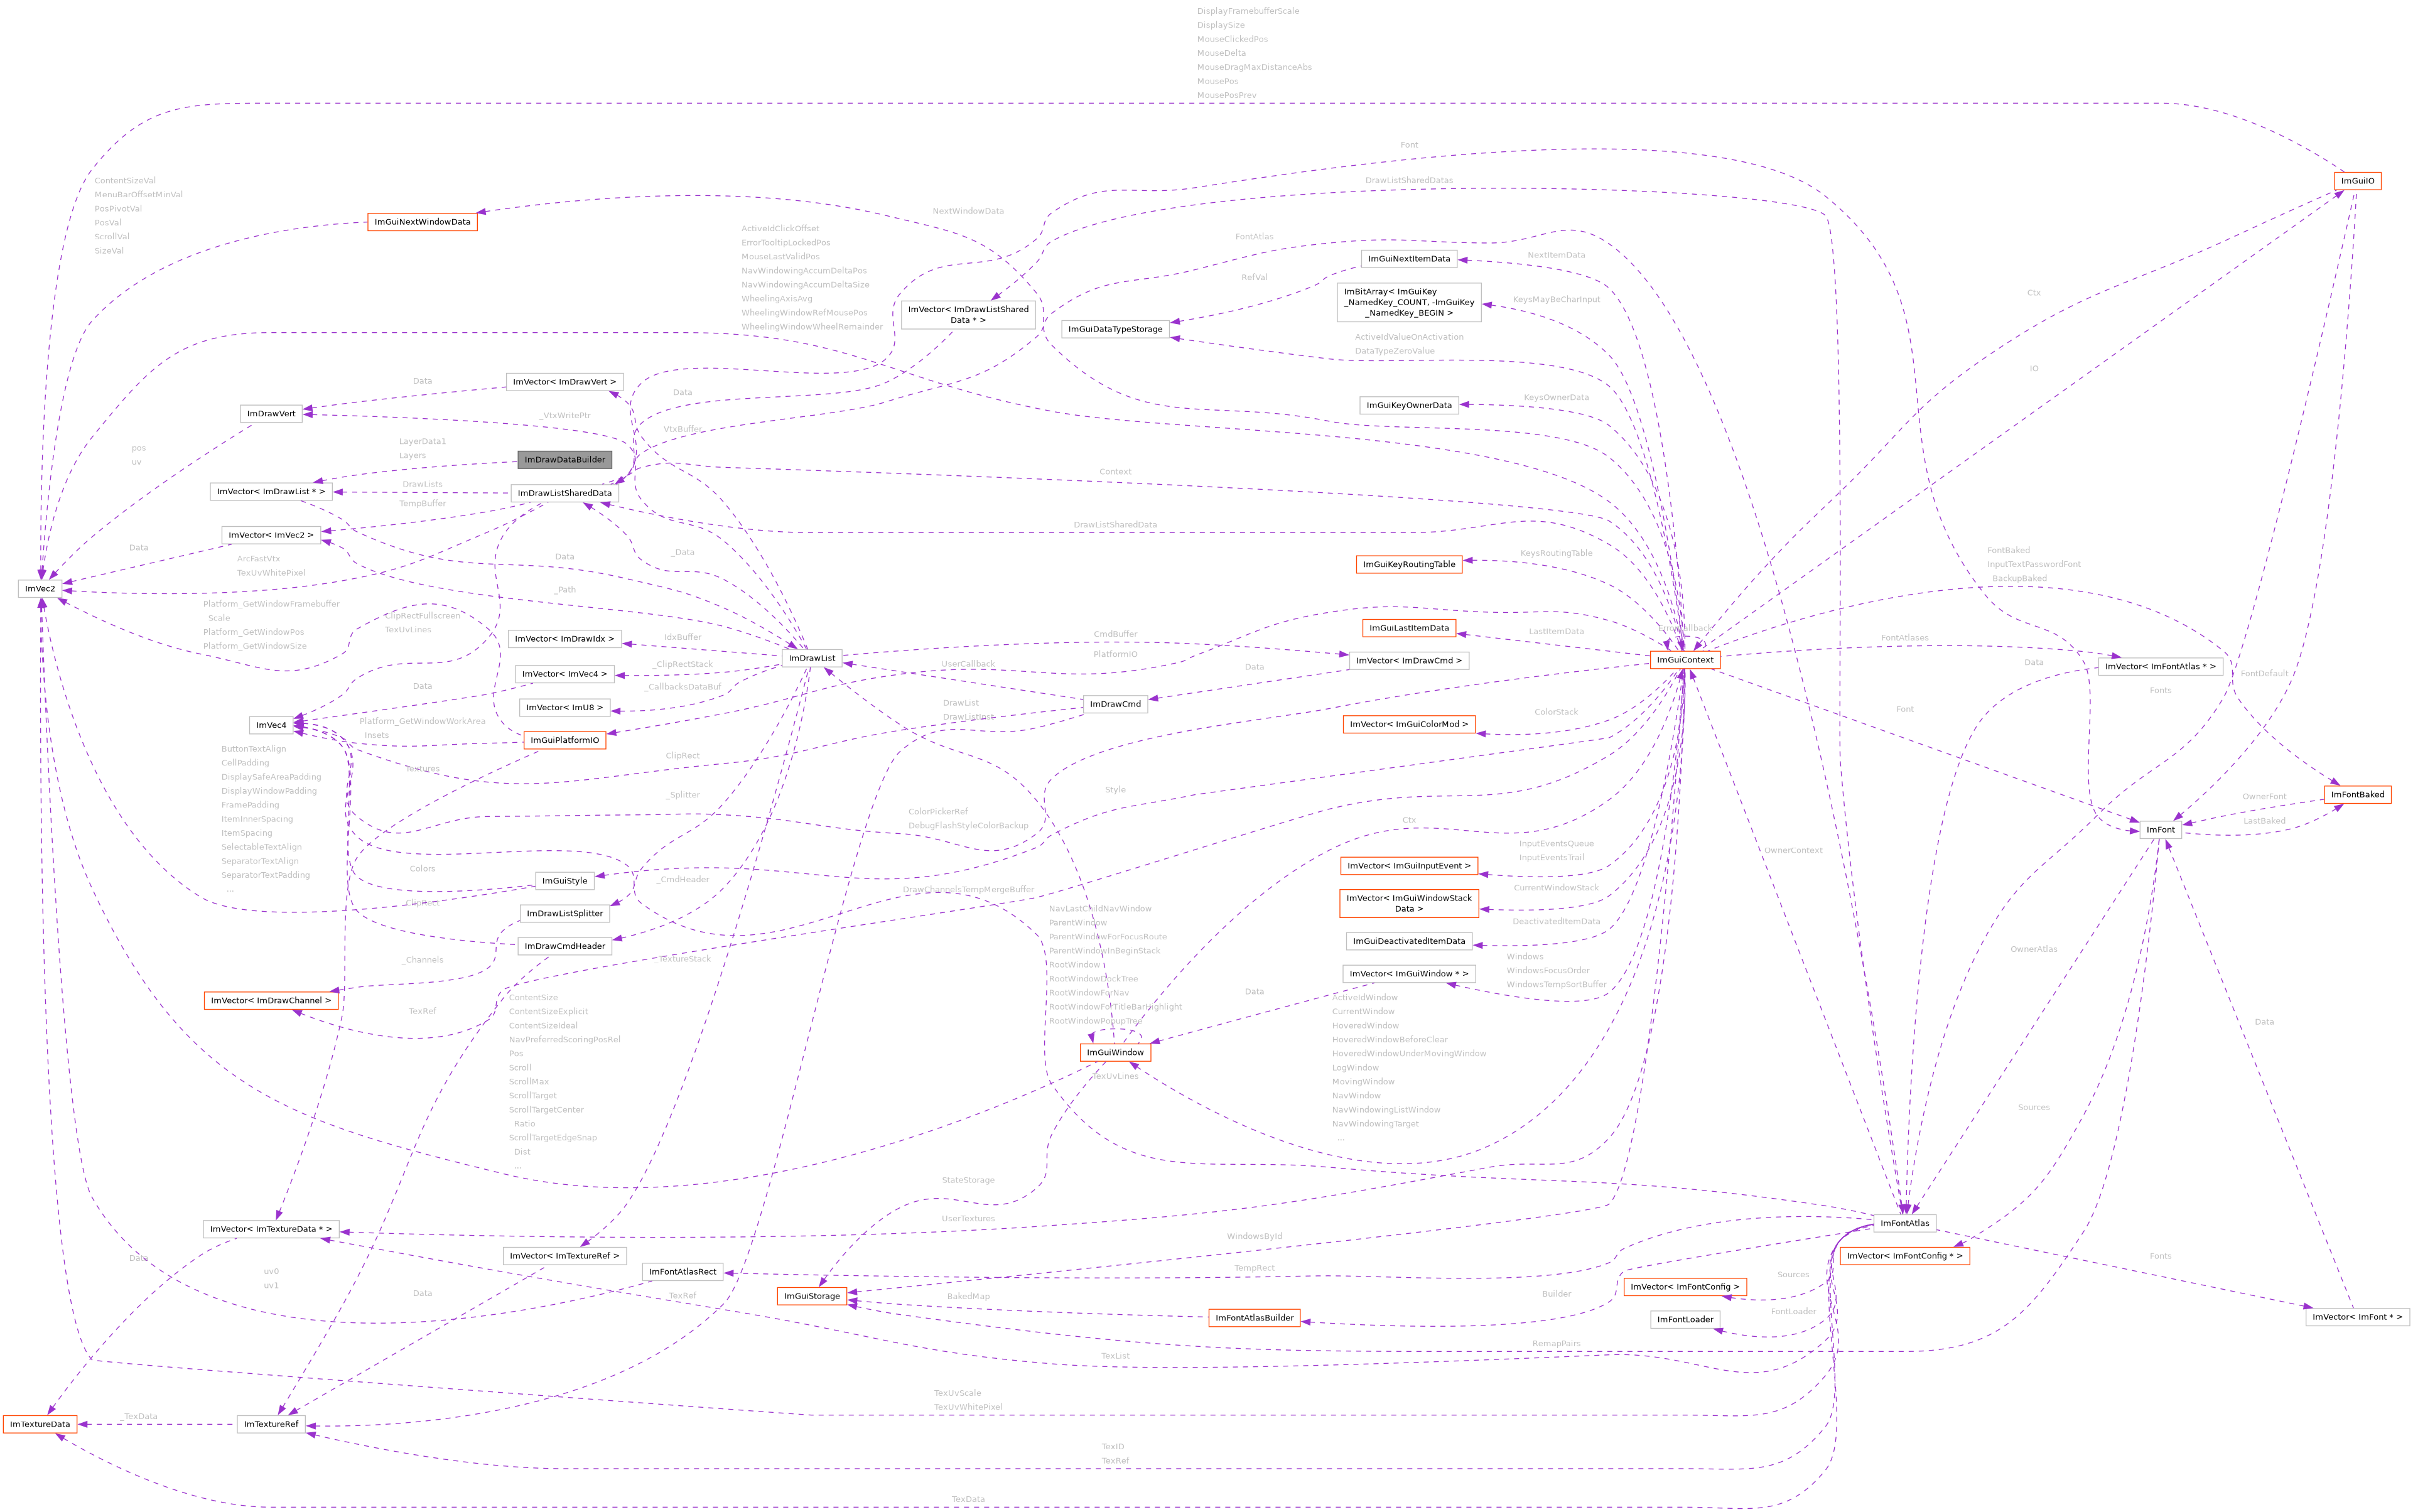 DisplayFramebufferScale
DisplaySize
MouseClickedPos
MouseDelta
MouseDragMaxDistanceAbs
MousePos
MousePosPrev
Font
ContentSizeVal
MenuBarOffsetMinVal
PosPivotVal
PosVal
ScrollVal
SizeVal
DrawListSharedDatas
ImGuiIO
NextWindowData
ImGuiNextWindowData
ActiveIdClickOffset
ErrorTooltipLockedPos
MouseLastValidPos
NavWindowingAccumDeltaPos
NavWindowingAccumDeltaSize
WheelingAxisAvg
WheelingWindowRefMousePos
WheelingWindowWheelRemainder
FontAtlas
NextItemData
ImGuiNextItemData
RefVal
Ctx
ImBitArray< ImGuiKey
_NamedKey_COUNT, -ImGuiKey
_NamedKey_BEGIN >
KeysMayBeCharInput
ImVector< ImDrawListShared
Data * >
ImGuiDataTypeStorage
ActiveIdValueOnActivation
DataTypeZeroValue
IO
Data
ImVector< ImDrawVert >
Data
KeysOwnerData
ImGuiKeyOwnerData
ImDrawVert
_VtxWritePtr
VtxBuffer
pos
uv
LayerData1
Layers
ImDrawDataBuilder
Context
ImVector< ImDrawList * >
DrawLists
ImDrawListSharedData
TempBuffer
DrawListSharedData
ImVector< ImVec2 >
Data
ArcFastVtx
TexUvWhitePixel
Data
_Data
KeysRoutingTable
ImGuiKeyRoutingTable
FontBaked
InputTextPasswordFont
_BackupBaked
ImVec2
_Path
Platform_GetWindowFramebuffer
Scale
Platform_GetWindowPos
Platform_GetWindowSize
ClipRectFullscreen
TexUvLines
ImVector< ImDrawIdx >
IdxBuffer
CmdBuffer
ImGuiLastItemData
LastItemData
ErrorCallback
FontAtlases
ImDrawList
PlatformIO
ImVector< ImDrawCmd >
ImGuiContext
ImVector< ImFontAtlas * >
Data
ImVector< ImVec4 >
_ClipRectStack
UserCallback
Data
FontDefault
Data
_CallbacksDataBuf
Fonts
ImVector< ImU8 >
DrawList
DrawListInst
ImDrawCmd
ColorStack
Font
ImVec4
Platform_GetWindowWorkArea
Insets
ImVector< ImGuiColorMod >
ImGuiPlatformIO
ButtonTextAlign
CellPadding
DisplaySafeAreaPadding
DisplayWindowPadding
FramePadding
ItemInnerSpacing
ItemSpacing
SelectableTextAlign
SeparatorTextAlign
SeparatorTextPadding
...
Textures
ClipRect
_Splitter
Style
ImFontBaked
OwnerFont
LastBaked
ImFont
ColorPickerRef
DebugFlashStyleColorBackup
Ctx
InputEventsQueue
InputEventsTrail
ImVector< ImGuiInputEvent >
OwnerContext
Colors
ImGuiStyle
_CmdHeader
DrawChannelsTempMergeBuffer
CurrentWindowStack
ImVector< ImGuiWindowStack
Data >
ClipRect
ImDrawListSplitter
NavLastChildNavWindow
ParentWindow
ParentWindowForFocusRoute
ParentWindowInBeginStack
RootWindow
RootWindowDockTree
RootWindowForNav
RootWindowForTitleBarHighlight
RootWindowPopupTree
DeactivatedItemData
ImGuiDeactivatedItemData
ImDrawCmdHeader
OwnerAtlas
_Channels
_TextureStack
Windows
WindowsFocusOrder
WindowsTempSortBuffer
ImVector< ImGuiWindow * >
Data
ImVector< ImDrawChannel >
TexRef
ContentSize
ContentSizeExplicit
ContentSizeIdeal
NavPreferredScoringPosRel
Pos
Scroll
ScrollMax
ScrollTarget
ScrollTargetCenter
Ratio
ScrollTargetEdgeSnap
Dist
...
ActiveIdWindow
CurrentWindow
HoveredWindow
HoveredWindowBeforeClear
HoveredWindowUnderMovingWindow
LogWindow
MovingWindow
NavWindow
NavWindowingListWindow
NavWindowingTarget
...
Data
ImGuiWindow
TexUvLines
Sources
StateStorage
UserTextures
ImVector< ImTextureData * >
WindowsById
ImFontAtlas
ImVector< ImTextureRef >
ImVector< ImFontConfig * >
Fonts
Data
uv0
uv1
ImFontAtlasRect
TempRect
Sources
ImVector< ImFontConfig >
Data
TexRef
ImGuiStorage
BakedMap
Builder
ImFontAtlasBuilder
FontLoader
ImFontLoader
ImVector< ImFont * >
RemapPairs
TexList
TexUvScale
TexUvWhitePixel
ImTextureData
_TexData
ImTextureRef
TexID
TexRef
TexData